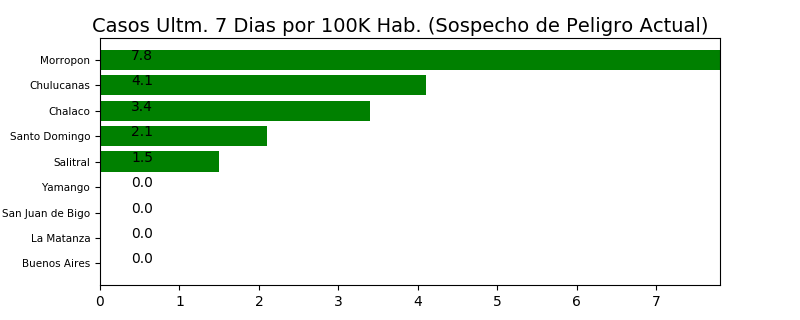 Casos Ultm. 7 Dias por 100K Hab. (Sospecho de Peligro Actual)
Morropon 7.8
Chulucanas 4.1
Chalaco 3.4
Santo Domingo 2.1
Salitral 1.5
Yamango 0.0
San Juan de Bigo 0.0
La Matanza 0.0
Buenos Aires 0.0
0 1 2 3 4 5 6 7